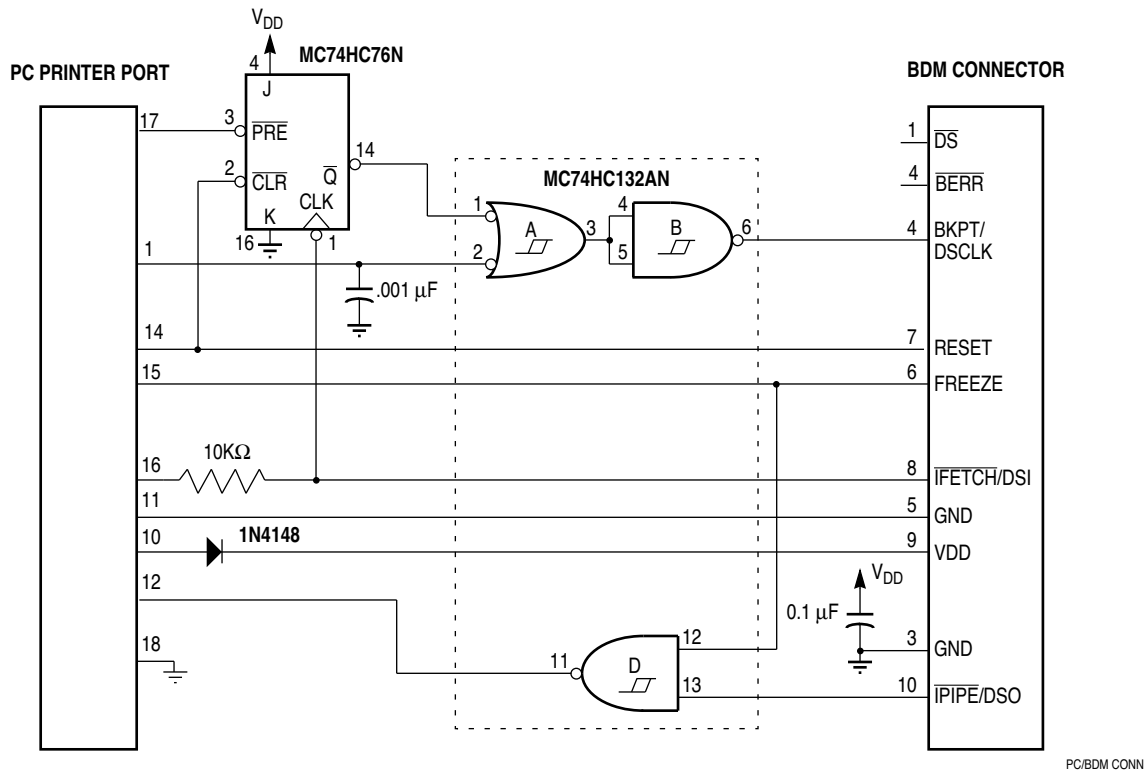 V_DD
MC74HC76N
PC PRINTER PORT
BDM CONNECTOR
4
J
17
3
PRE
14
Q
2
CLR
CLK
K
16
1
MC74HC132AN
1
2
A
3
4
5
B
6
1
DS
4
BERR
4
BKPT/
DSCLK
1
.001 µF
14
7
RESET
15
6
FREEZE
10KΩ
16
8
IFETCH/DSI
11
5
GND
10
1N4148
9
VDD
12
V_DD
0.1 µF
18
11
D
12
13
3
GND
10
IPIPE/DSO
PC/BDM CONN